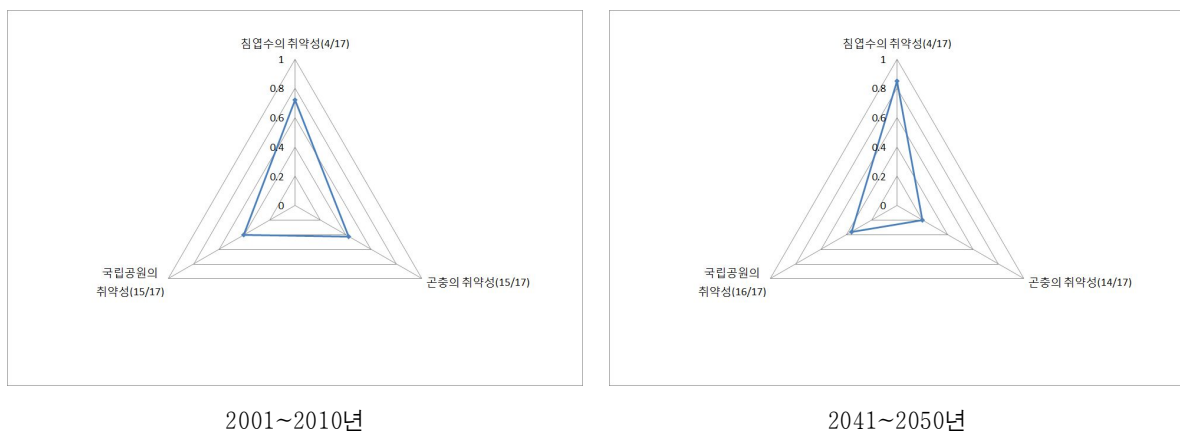 침엽수의 취약성(4/17)
1
0.8
0.6
0.4
0.2
0
국립공원의
취약성(15/17)
곤충의 취약성(15/17)
2001~2010년
침엽수의 취약성(4/17)
1
0.8
0.6
0.4
0.2
0
국립공원의
취약성(16/17)
곤충의 취약성(14/17)
2041~2050년